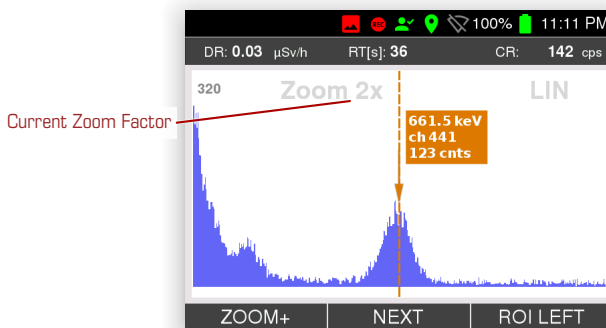 REC 100% 11:11 PM
DR: 0.03 µSv/h RT[s]: 36 CR: 142 cps
320 Zoom 2x LIN
Current Zoom Factor
661.5 keV
ch 441
123 cnts
ZOOM+ NEXT ROI LEFT